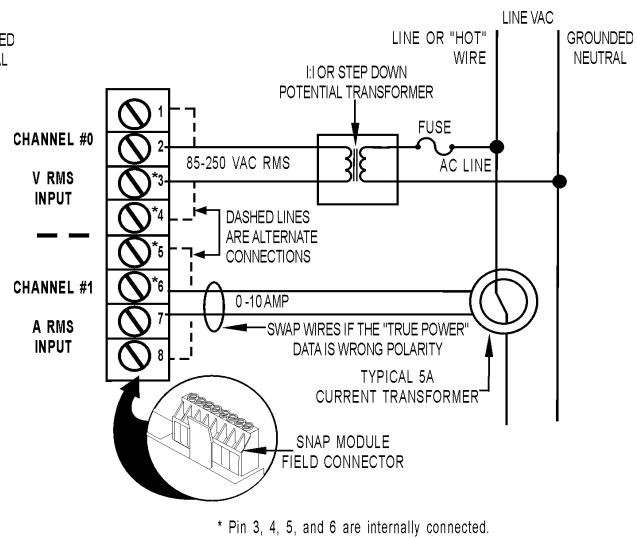 ED
AL
LINE VAC
LINE OR "HOT"
WIRE
GROUNDED
NEUTRAL
1:1 OR STEP DOWN
POTENTIAL TRANSFORMER
FUSE
AC LINE
1
CHANNEL #0
2
85-250 VAC RMS
V RMS
INPUT
*3
*4
DASHED LINES
ARE ALTERNATE
CONNECTIONS
*5
CHANNEL #1
*6
0-10 AMP
A RMS
INPUT
7
SWAP WIRES IF THE "TRUE POWER"
DATA IS WRONG POLARITY
8
TYPICAL 5A
CURRENT TRANSFORMER
SNAP MODULE
FIELD CONNECTOR
* Pin 3, 4, 5, and 6 are internally connected.